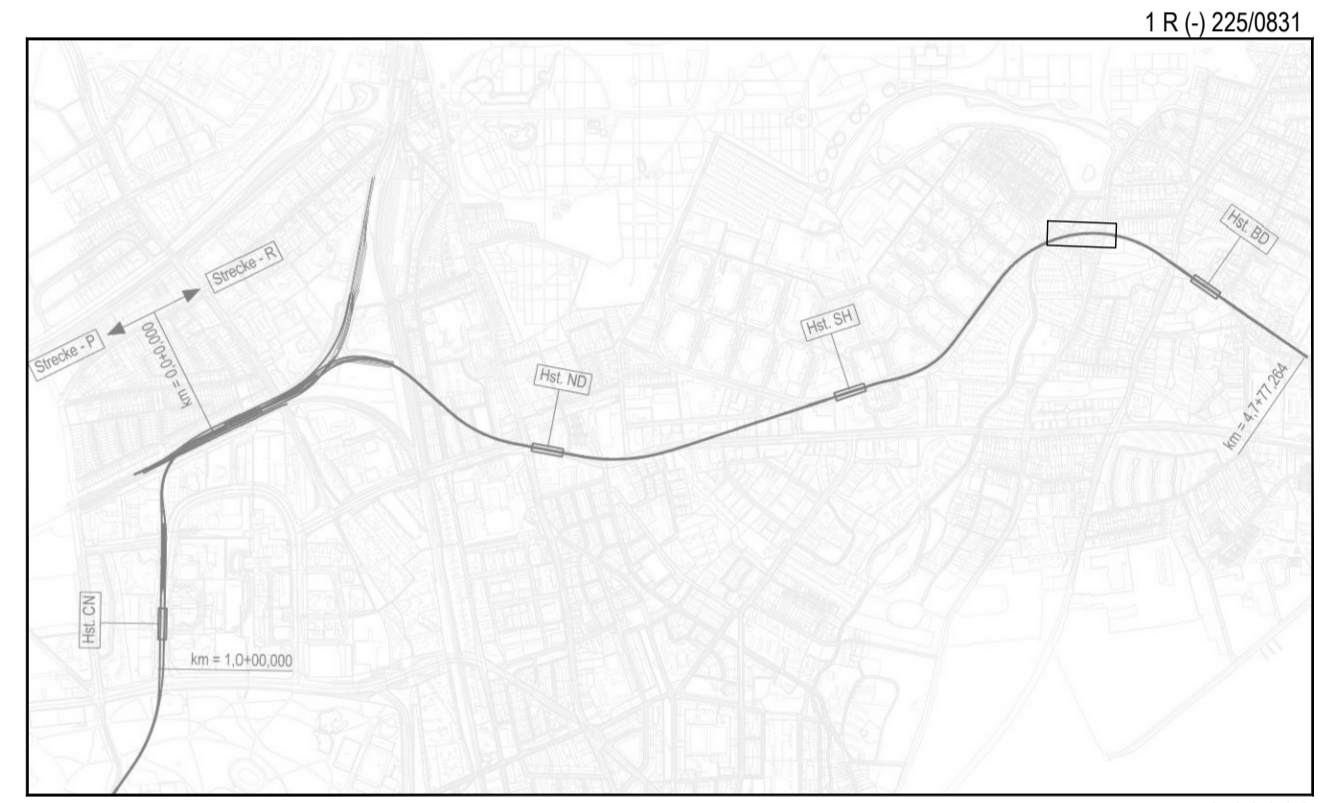 1 R (-) 225/0831
Hst. BD
Strecke - R
Strecke - P
km = 0,0+0,000
Hst. SH
Hst. ND
km = 4,7+77,264
Hst. CN
km = 1,0+00,000